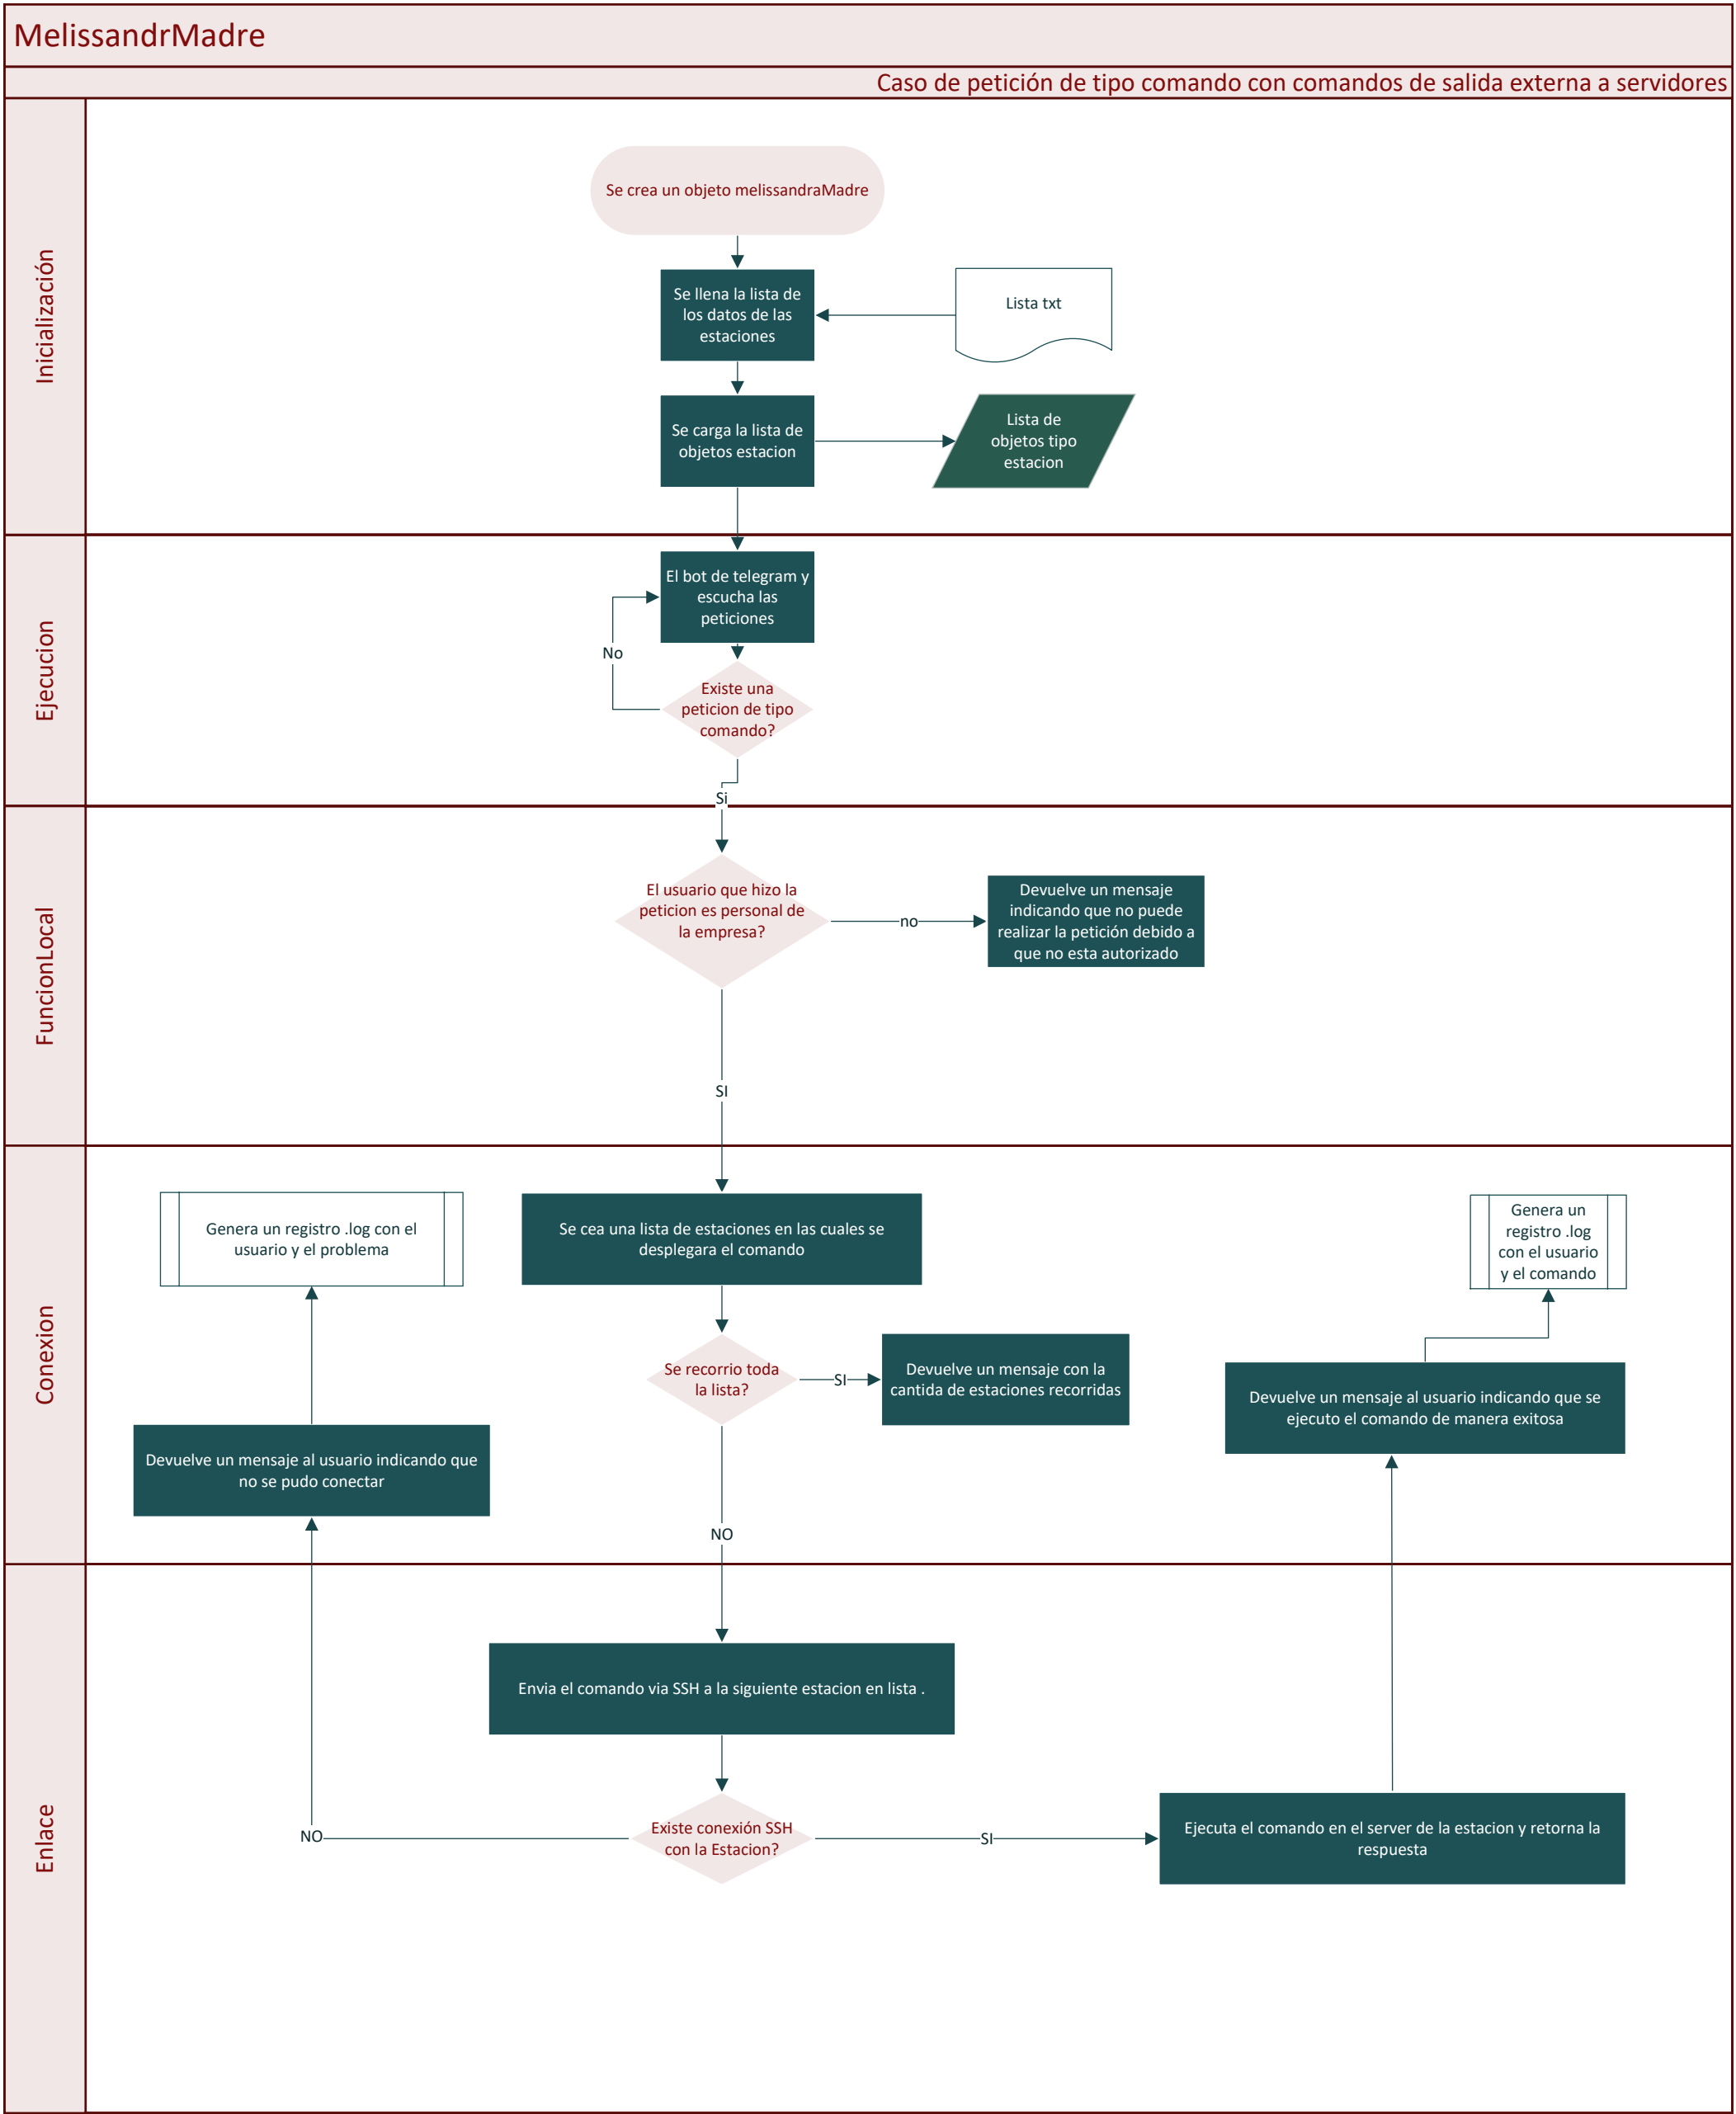 MelissandrMadre
Caso de petición de tipo comando con comandos de salida externa a servidores
Inicialización
Se crea un objeto melissandraMadre
Se llena la lista de
los datos de las
estaciones
Lista txt
Se carga la lista de
objetos estacion
Lista de
objetos tipo
estacion
Ejecucion
El bot de telegram y
escucha las
peticiones
No
Existe una
peticion de tipo
comando?
Si
FuncionLocal
El usuario que hizo la
peticion es personal de
la empresa?
no
Devuelve un mensaje
indicando que no puede
realizar la petición debido a
que no esta autorizado
SI
Conexion
Genera un registro .log con el
usuario y el problema
Se cea una lista de estaciones en las cuales se
desplegara el comando
Genera un
registro .log
con el usuario
y el comando
Se recorrio toda
la lista?
SI
Devuelve un mensaje con la
cantida de estaciones recorridas
Devuelve un mensaje al usuario indicando que se
ejecuto el comando de manera exitosa
Devuelve un mensaje al usuario indicando que
no se pudo conectar
NO
Enlace
Envia el comando via SSH a la siguiente estacion en lista .
NO
Existe conexión SSH
con la Estacion?
SI
Ejecuta el comando en el server de la estacion y retorna la
respuesta